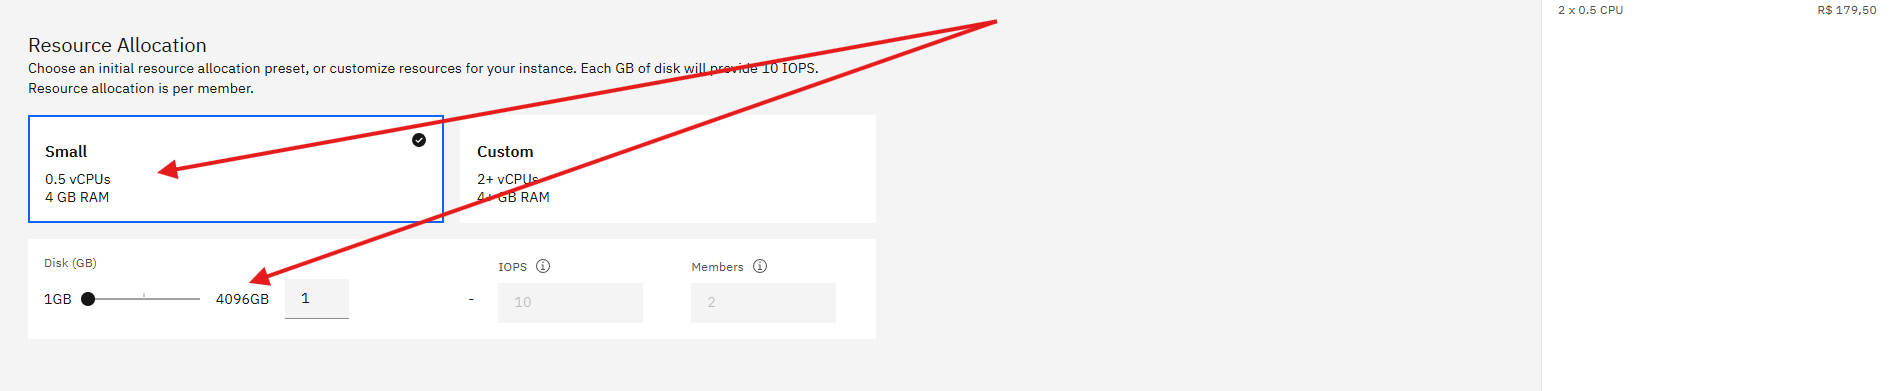 2 x 0.5 CPU R$ 179,50
Resource Allocation
Choose an initial resource allocation preset, or customize resources for your instance. Each GB of disk will provide 10 IOPS.
Resource allocation is per member.
Small
0.5 vCPUs
4 GB RAM
Custom
2+ vCPUs
4+ GB RAM
Disk (GB)
1GB 4096GB 1 -
IOPS
10
Members
2